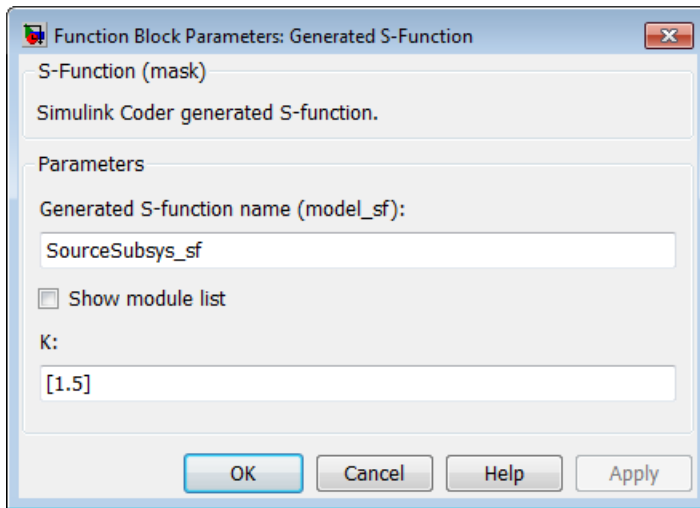 Function Block Parameters: Generated S-Function
S-Function (mask)
Simulink Coder generated S-function.
Parameters
Generated S-function name (model_sf):
SourceSubsys_sf
Show module list
K:
[1.5]
OK Cancel Help Apply